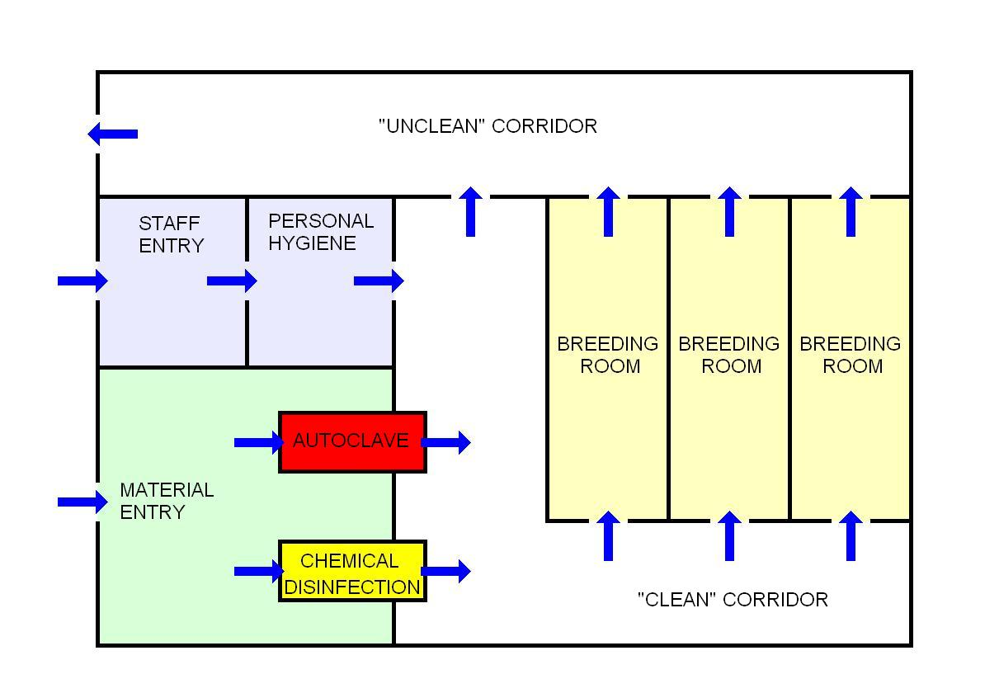 "UNCLEAN" CORRIDOR
STAFF
ENTRY
PERSONAL
HYGIENE
BREEDING
ROOM
BREEDING
ROOM
BREEDING
ROOM
AUTOCLAVE
MATERIAL
ENTRY
CHEMICAL
DISINFECTION
"CLEAN" CORRIDOR